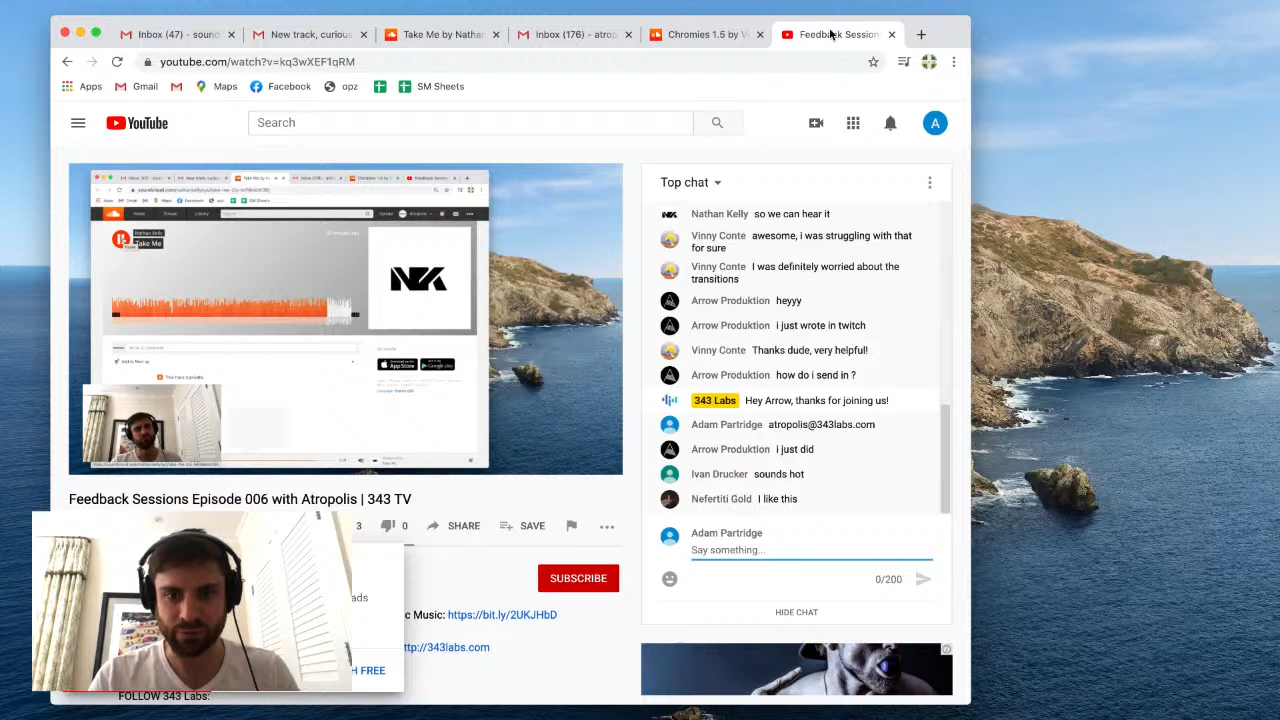 Inbox (47) - sound
New track, curious
Take Me by Nathan
Inbox (176) - atrop
Chromies 1.5 by Vi
Feedback Session
youtube.com/watch?v=kq3wXEF1qRM
Apps
Gmail
Maps
Facebook
opz
SM Sheets
YouTube
Search
A
Nathan Kelly
Take Me
NK
Top chat
Nathan Kelly so we can hear it
Vinny Conte awesome, i was struggling with that
for sure
Vinny Conte I was definitely worried about the
transitions
Arrow Produktion heyyy
Arrow Produktion i just wrote in twitch
Vinny Conte Thanks dude, very helpful!
Arrow Produktion how do i send in ?
343 Labs Hey Arrow, thanks for joining us!
Adam Partridge atropolis@343labs.com
Arrow Produktion i just did
Ivan Drucker sounds hot
Nefertiti Gold I like this
Adam Partridge
Say something...
0/200
HIDE CHAT
Feedback Sessions Episode 006 with Atropolis | 343 TV
3
0
SHARE
SAVE
ads
SUBSCRIBE
c Music: https://bit.ly/2UKJHbD
ttp://343labs.com
H FREE
FOLLOW 343 Labs: